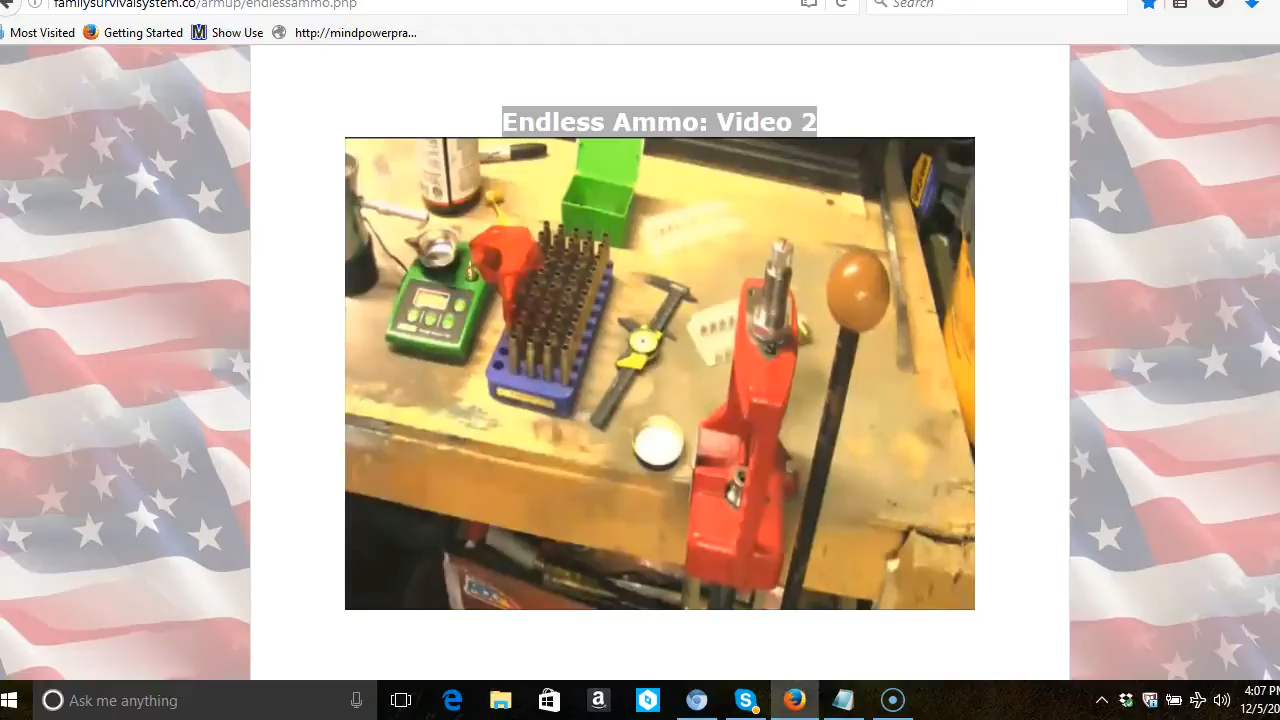 familysurvivalsystem.co/armup/endlessammo.php
Search
Most Visited
Getting Started
Show Use
http://mindpowerpra...
Endless Ammo: Video 2
Ask me anything
4:07 PM
12/5/20